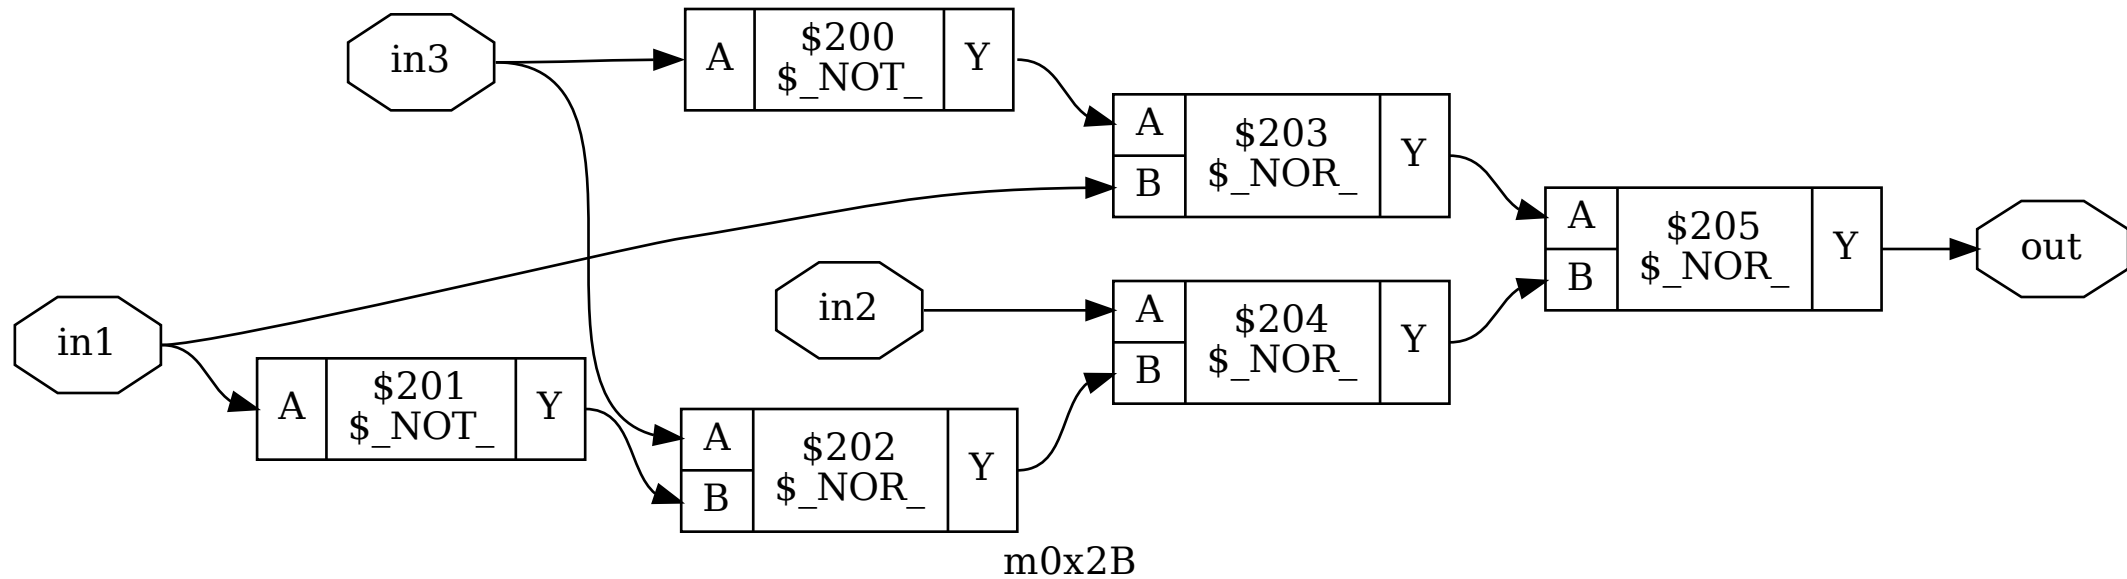 in3
A
$200
$_NOT_
Y
A
B
$203
$_NOR_
Y
in1
A
$201
$_NOT_
Y
in2
A
B
$204
$_NOR_
Y
A
B
$202
$_NOR_
Y
A
B
$205
$_NOR_
Y
out
m0x2B